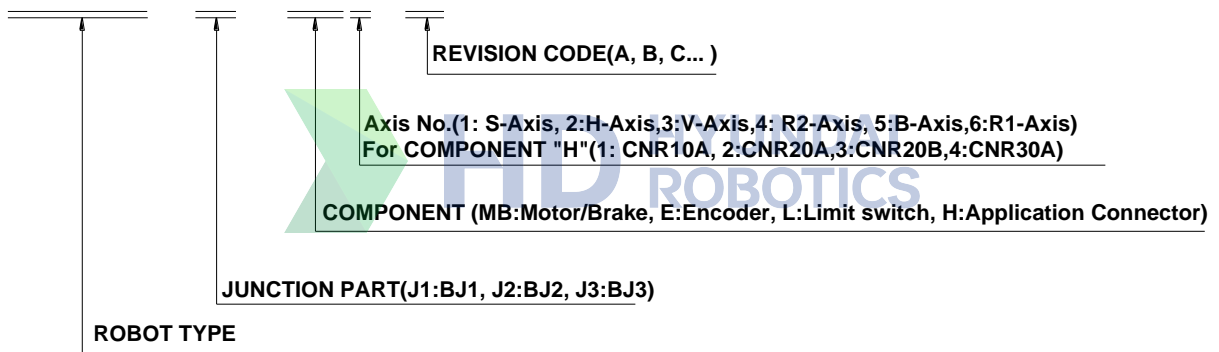 REVISION CODE(A, B, C... )
Axis No.(1: S-Axis, 2:H-Axis,3:V-Axis,4: R2-Axis, 5:B-Axis,6:R1-Axis)
For COMPONENT "H"(1: CNR10A, 2:CNR20A,3:CNR20B,4:CNR30A)
HD HYUNDAI
ROBOTICS
COMPONENT (MB:Motor/Brake, E:Encoder, L:Limit switch, H:Application Connector)
JUNCTION PART(J1:BJ1, J2:BJ2, J3:BJ3)
ROBOT TYPE